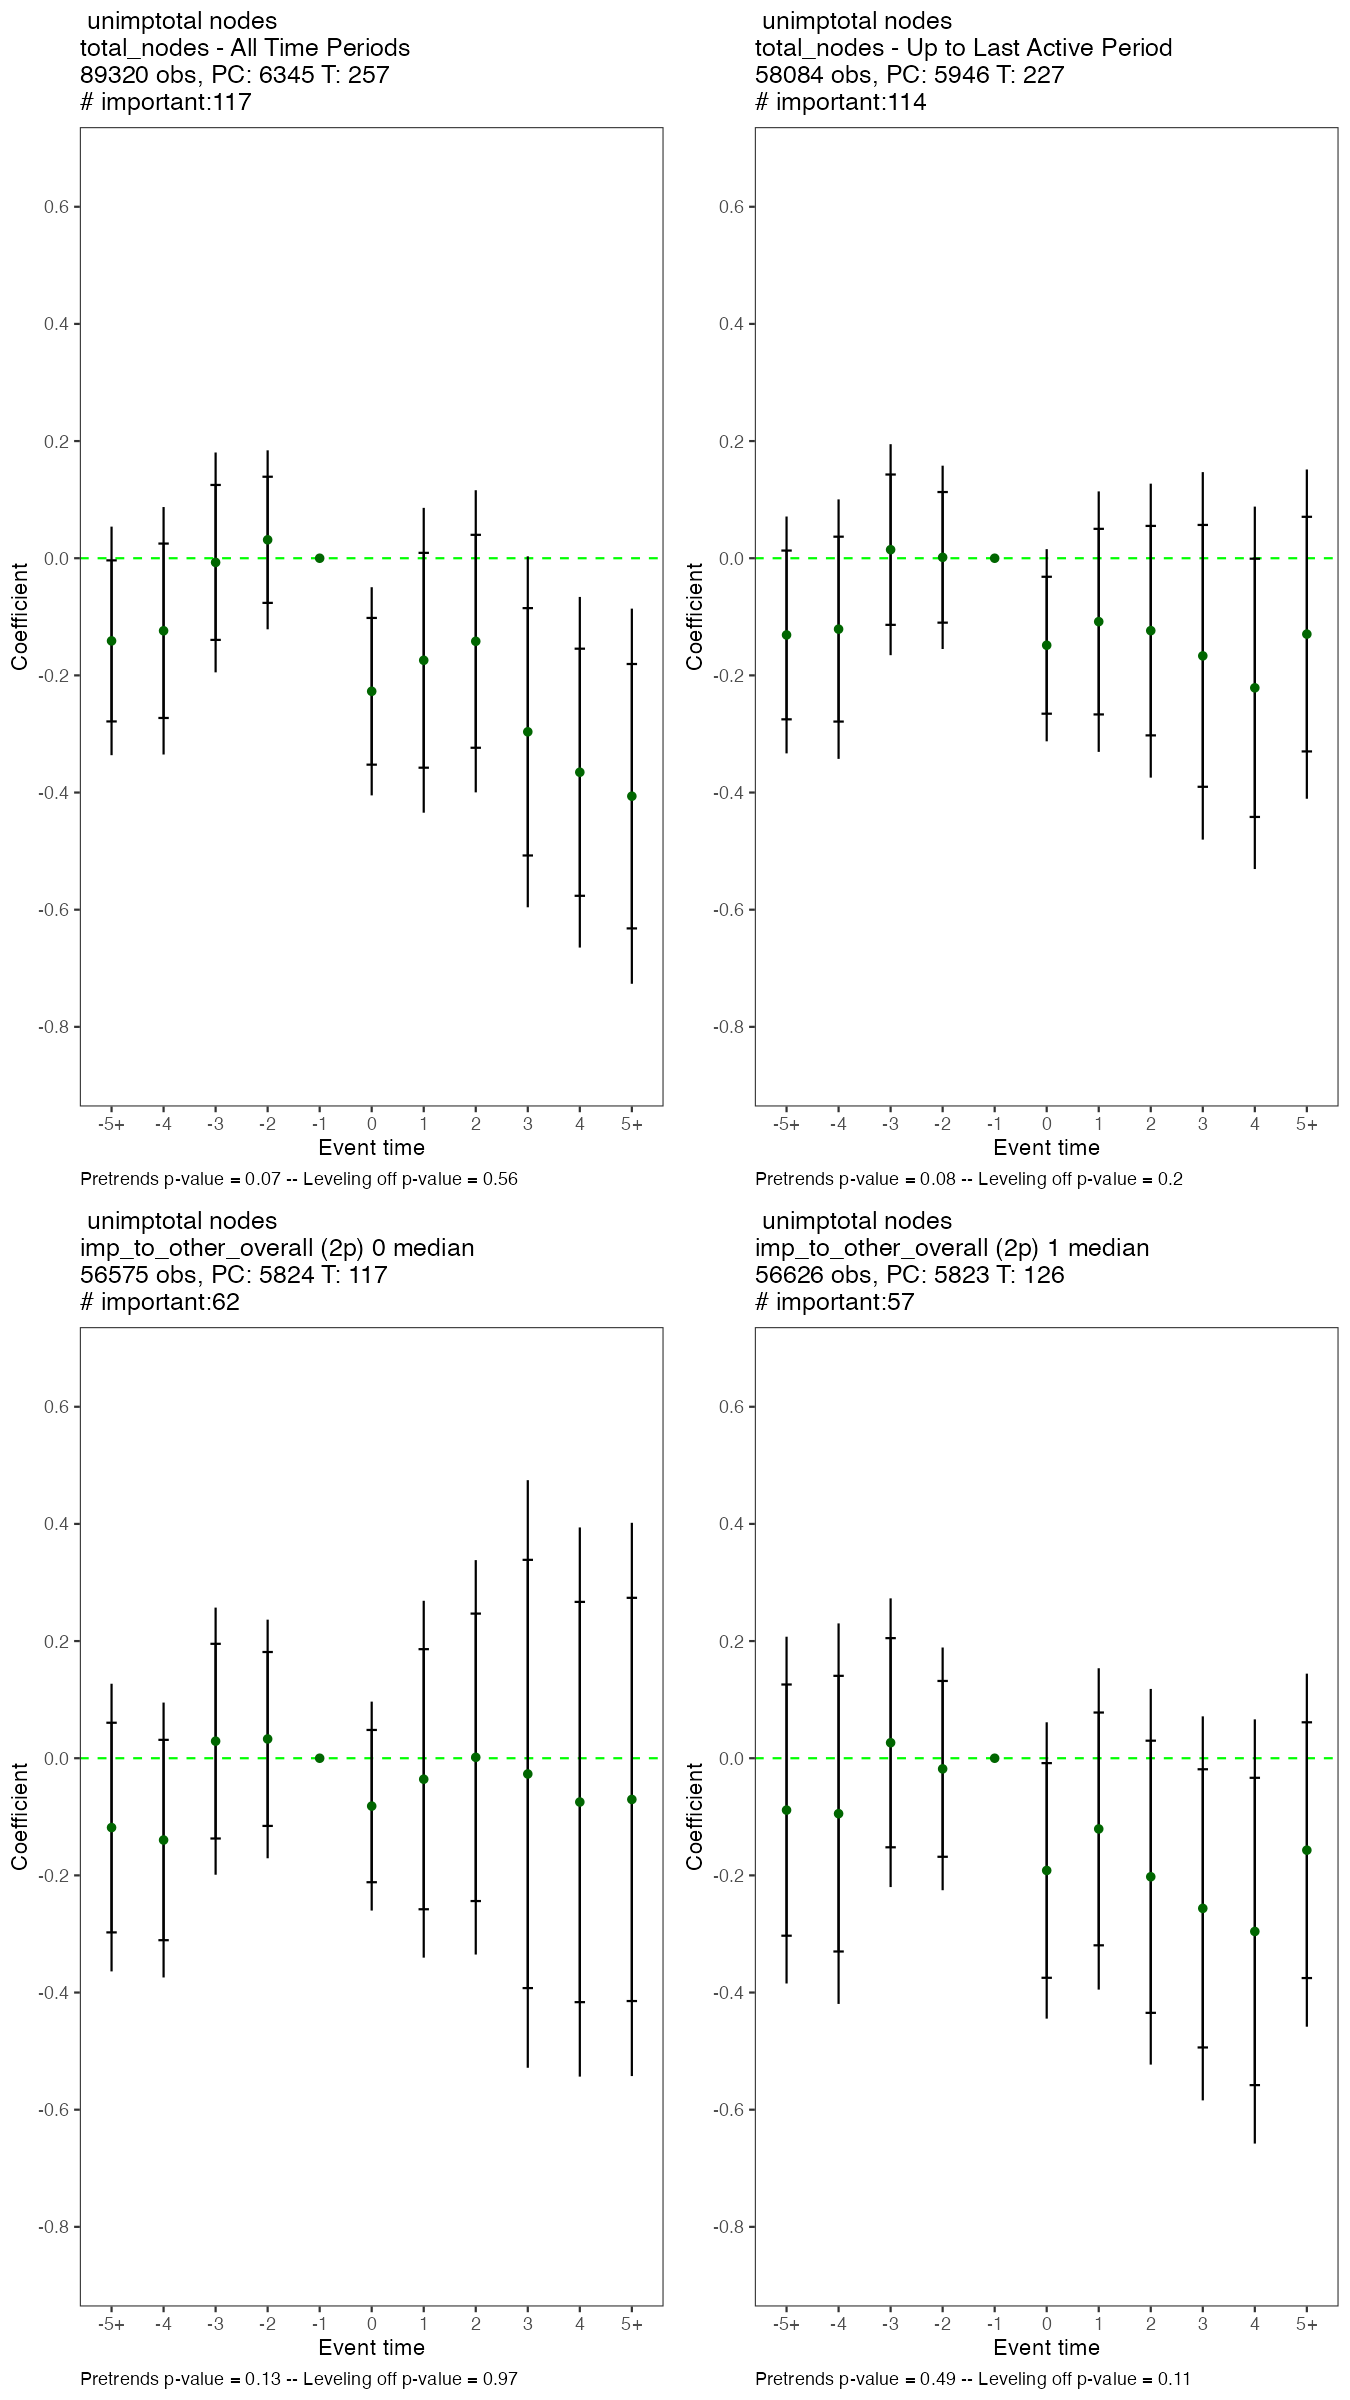 unimptotal nodes
total_nodes - All Time Periods
89320 obs, PC: 6345 T: 257
# important:117
0.6
0.4
0.2
0.0
-0.2
-0.4
-0.6
-0.8
Coefficient
-5+ -4 -3 -2 -1 0 1 2 3 4 5+
Event time
Pretrends p-value = 0.07 -- Leveling off p-value = 0.56
unimptotal nodes
total_nodes - Up to Last Active Period
58084 obs, PC: 5946 T: 227
# important:114
0.6
0.4
0.2
0.0
-0.2
-0.4
-0.6
-0.8
Coefficient
-5+ -4 -3 -2 -1 0 1 2 3 4 5+
Event time
Pretrends p-value = 0.08 -- Leveling off p-value = 0.2
unimptotal nodes
imp_to_other_overall (2p) 0 median
56575 obs, PC: 5824 T: 117
# important:62
0.6
0.4
0.2
0.0
-0.2
-0.4
-0.6
-0.8
Coefficient
-5+ -4 -3 -2 -1 0 1 2 3 4 5+
Event time
Pretrends p-value = 0.13 -- Leveling off p-value = 0.97
unimptotal nodes
imp_to_other_overall (2p) 1 median
56626 obs, PC: 5823 T: 126
# important:57
0.6
0.4
0.2
0.0
-0.2
-0.4
-0.6
-0.8
Coefficient
-5+ -4 -3 -2 -1 0 1 2 3 4 5+
Event time
Pretrends p-value = 0.49 -- Leveling off p-value = 0.11